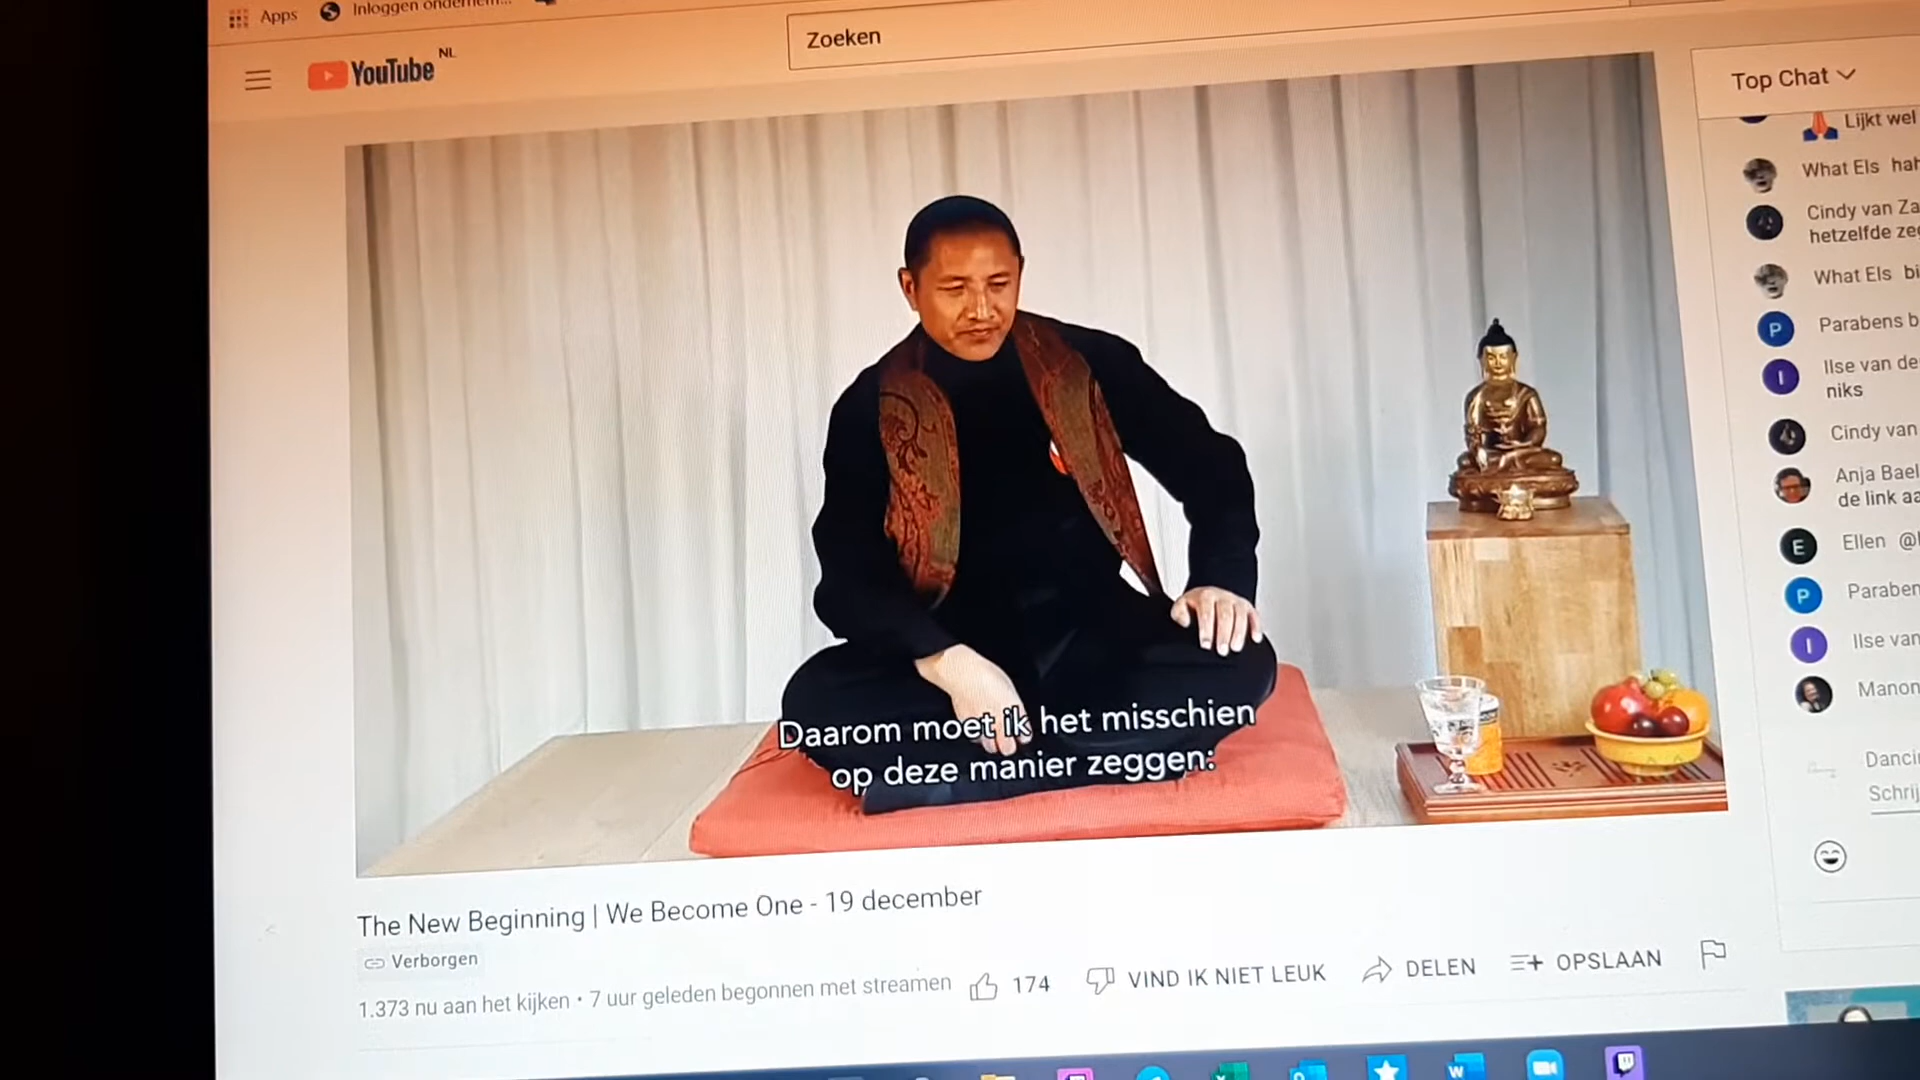 Apps
Inloggen
YouTube NL
Zoeken
Daarom moet ik het misschien
op deze manier zeggen:
The New Beginning | We Become One - 19 december
Verborgen
1.373 nu aan het kijken • 7 uur geleden begonnen met streamen
174
VIND IK NIET LEUK
DELEN
OPSLAAN
Top Chat
Lijkt wel
What Els
Cindy van
hetzelfde
What Els
P
Parabens
I
Ilse van de
niks
Cindy van
Anja
de link
E
Ellen
P
I
Ilse van
Manon
W